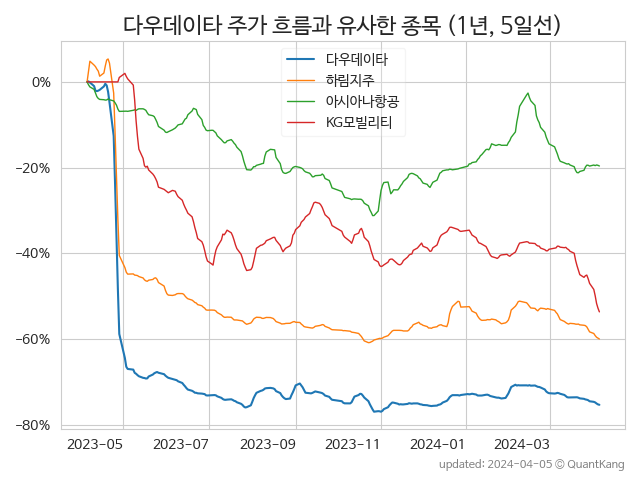 다우데이타 주가 흐름과 유사한 종목 (1년, 5일선)
다우데이타
하림지주
아시아나항공
KG모빌리티
0%
−20%
−40%
−60%
−80%
2023−05 2023−07 2023−09 2023−11 2024−01 2024−03
updated: 2024-04-05 © QuantKang